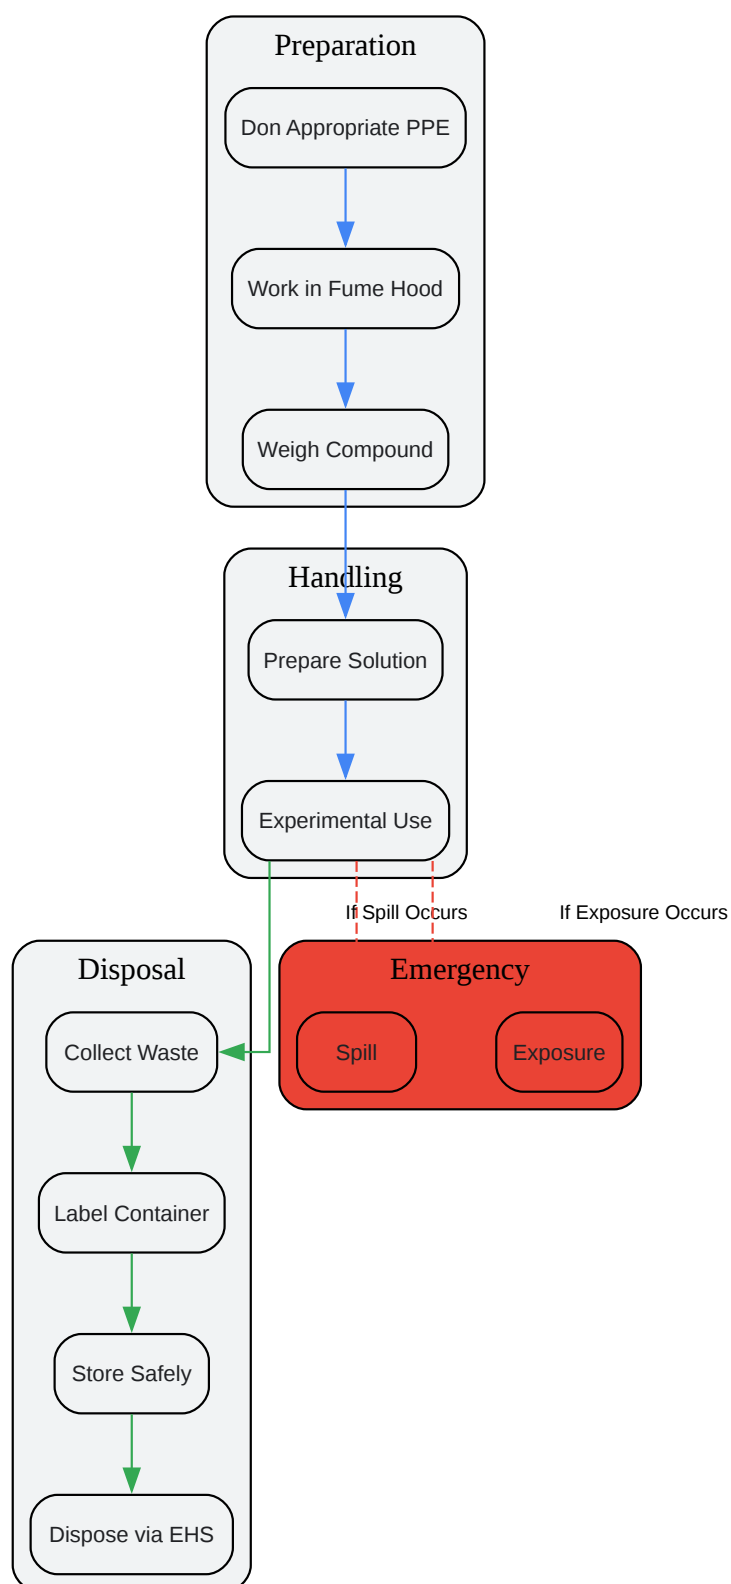 Preparation
Don Appropriate PPE
Work in Fume Hood
Weigh Compound
Handling
Prepare Solution
Experimental Use
If Spill Occurs
If Exposure Occurs
Disposal
Emergency
Collect Waste
Spill
Exposure
Label Container
Store Safely
Dispose via EHS